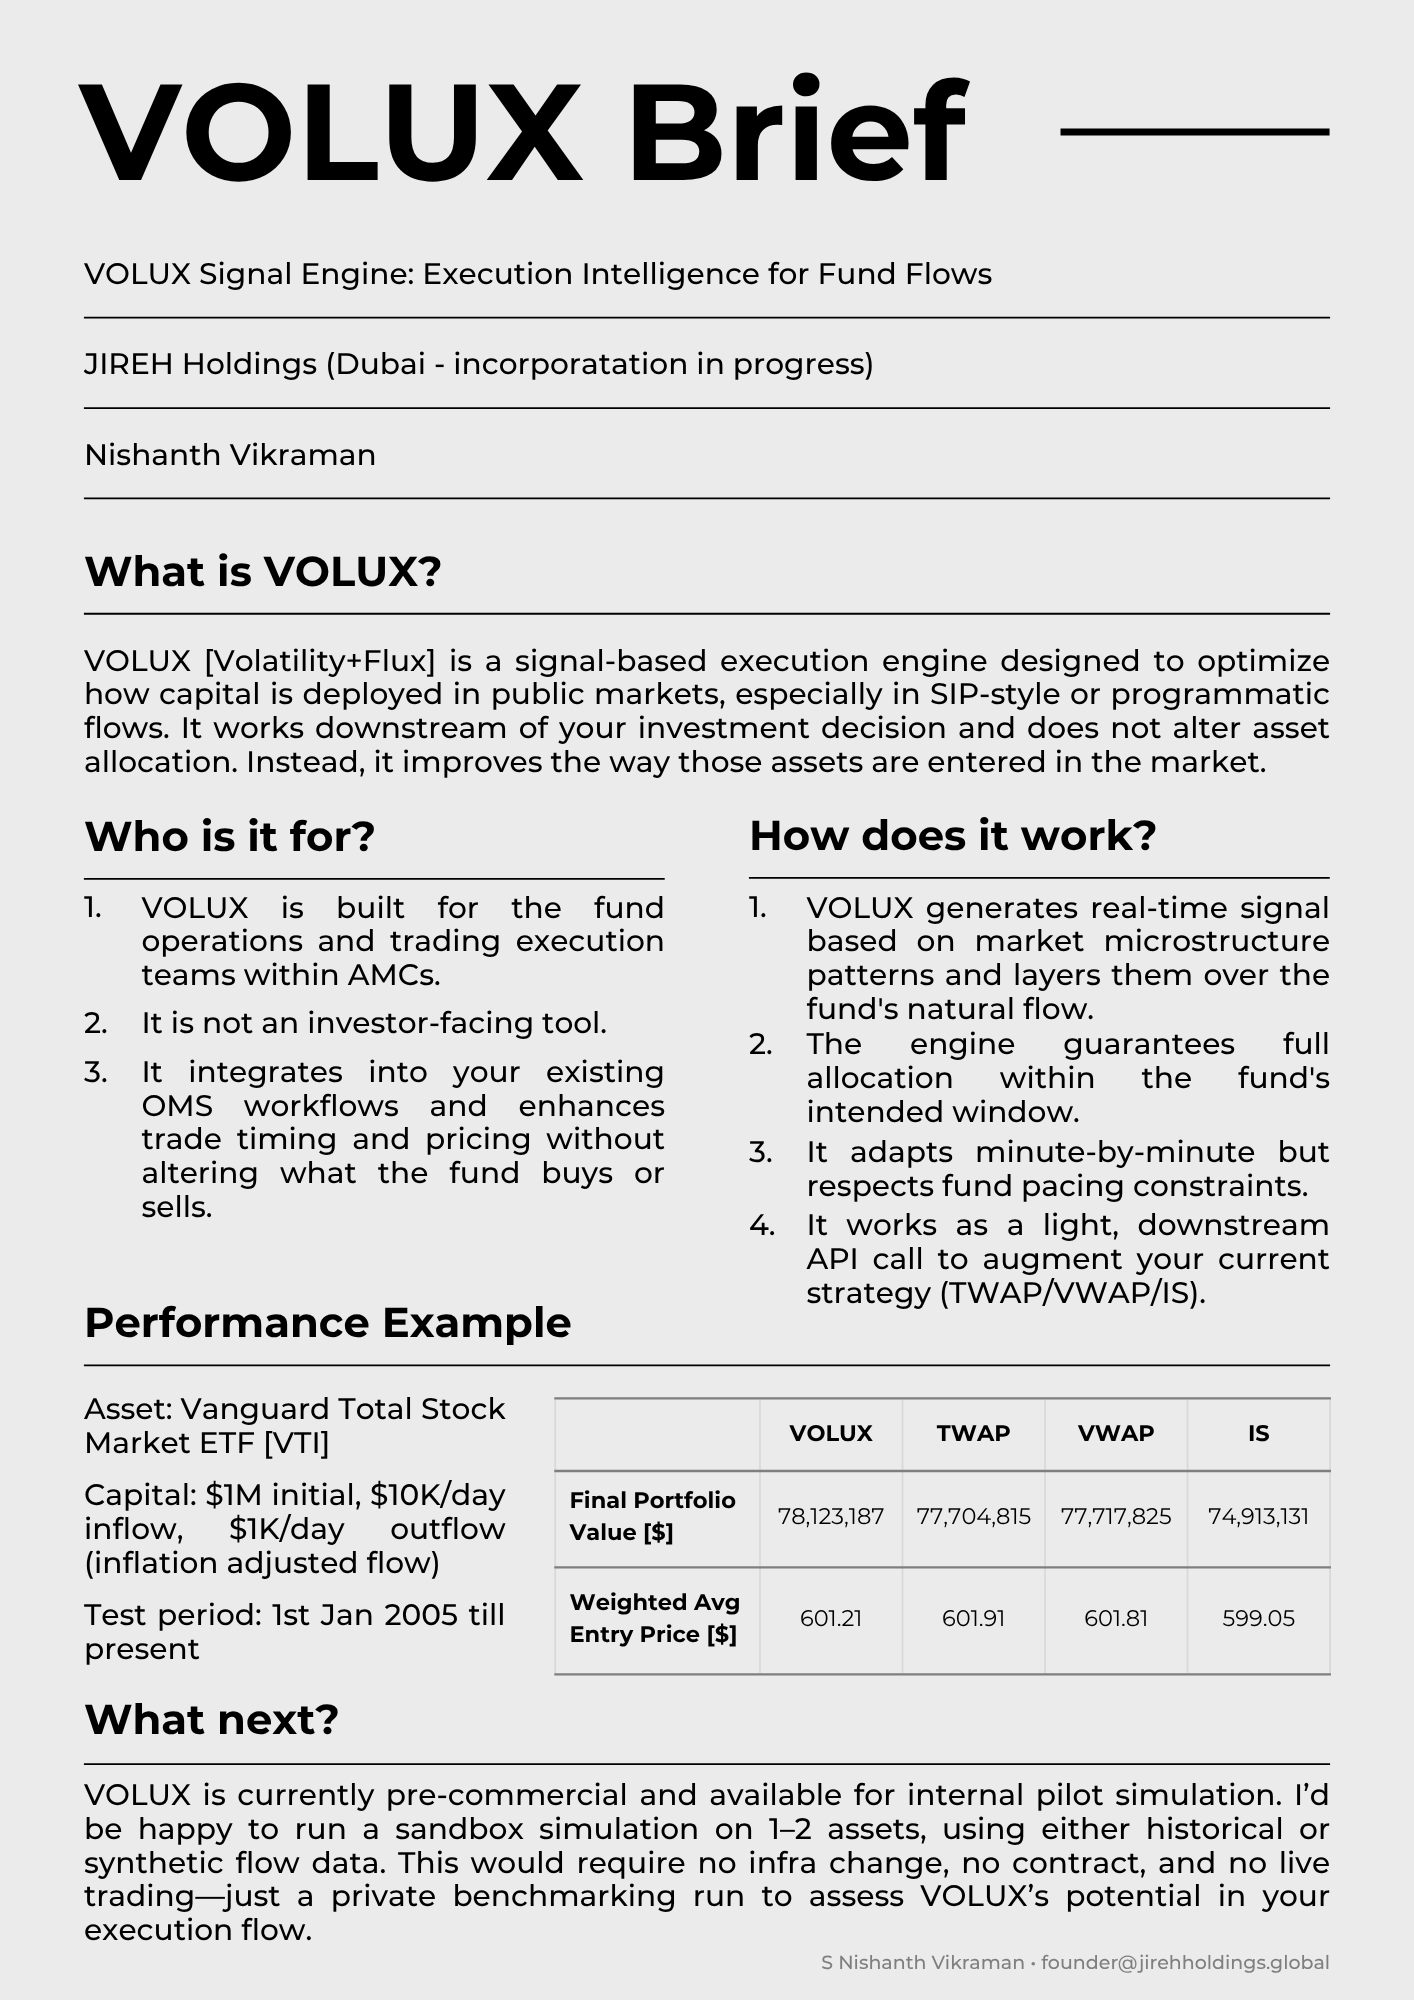 VOLUX Brief
VOLUX Signal Engine: Execution Intelligence for Fund Flows
JIREH Holdings (Dubai - incorporatation in progress)
Nishanth Vikraman
What is VOLUX?
VOLUX [Volatility+Flux] is a signal-based execution engine designed to optimize
how capital is deployed in public markets, especially in SIP-style or programmatic
flows. It works downstream of your investment decision and does not alter asset
allocation. Instead, it improves the way those assets are entered in the market.
Who is it for?
1. VOLUX is built for the fund
operations and trading execution
teams within AMCs.
2. It is not an investor-facing tool.
3. It integrates into your existing
OMS workflows and enhances
trade timing and pricing without
altering what the fund buys or
sells.
How does it work?
1. VOLUX generates real-time signal
based on market microstructure
patterns and layers them over the
fund's natural flow.
2. The engine guarantees full
allocation within the fund's
intended window.
3. It adapts minute-by-minute but
respects fund pacing constraints.
4. It works as a light, downstream
API call to augment your current
strategy (TWAP/VWAP/IS).
Performance Example
Asset: Vanguard Total Stock
Market ETF [VTI]
Capital: $1M initial, $10K/day
inflow, $1K/day outflow
(inflation adjusted flow)
Test period: 1st Jan 2005 till
present
VOLUX TWAP VWAP IS
Final Portfolio
Value [$]
78,123,187 77,704,815 77,717,825 74,913,131
Weighted Avg
Entry Price [$]
601.21 601.91 601.81 599.05
What next?
VOLUX is currently pre-commercial and available for internal pilot simulation. I’d
be happy to run a sandbox simulation on 1–2 assets, using either historical or
synthetic flow data. This would require no infra change, no contract, and no live
trading—just a private benchmarking run to assess VOLUX’s potential in your
execution flow.
S Nishanth Vikraman • founder@jirehholdings.global